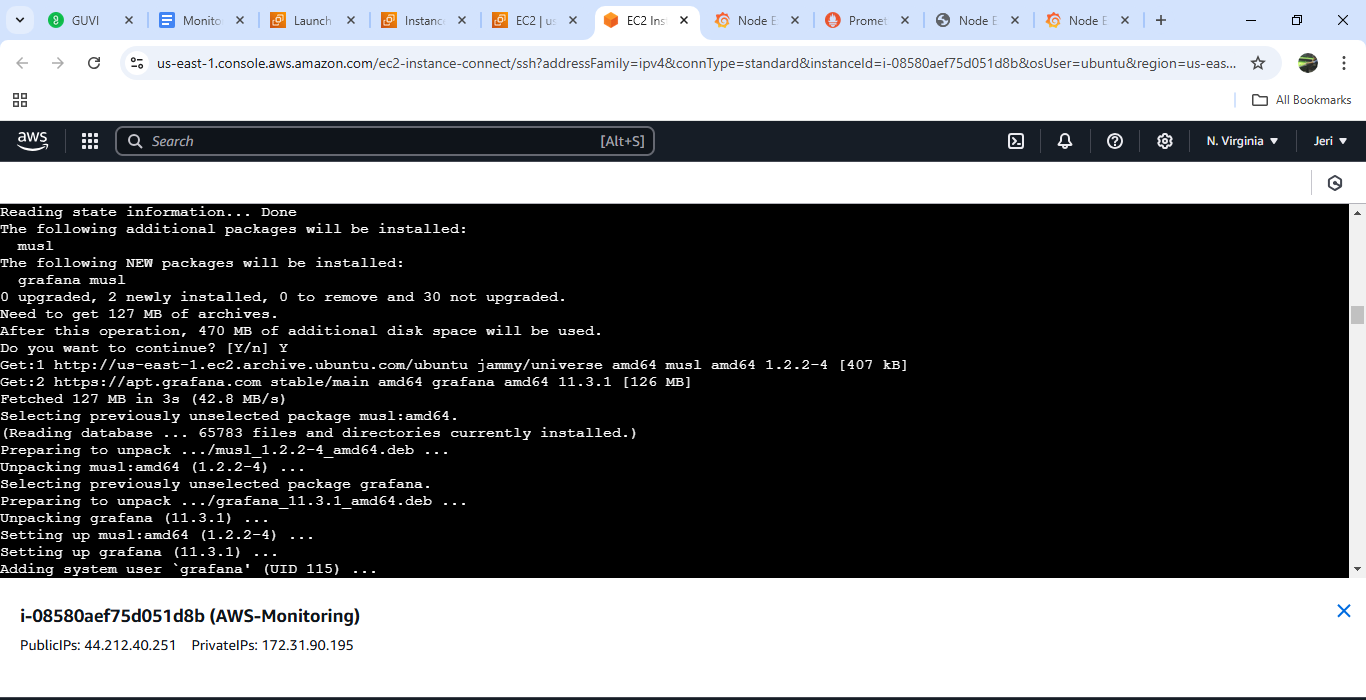 GUVI
Monito
Launch
Instanc
EC2 | us
EC2 Ins
Node E
Promet
Node E
Node E
us-east-1.console.aws.amazon.com/ec2-instance-connect/ssh?addressFamily=ipv4&connType=standard&instanceId=i-08580aef75d051d8b&osUser=ubuntu&region=us-eas...
All Bookmarks
aws
Search
[Alt+S]
N. Virginia
Jeri
Reading state information... Done
The following additional packages will be installed:
musl
The following NEW packages will be installed:
grafana musl
0 upgraded, 2 newly installed, 0 to remove and 30 not upgraded.
Need to get 127 MB of archives.
After this operation, 470 MB of additional disk space will be used.
Do you want to continue? [Y/n] Y
Get:1 http://us-east-1.ec2.archive.ubuntu.com/ubuntu jammy/universe amd64 musl amd64 1.2.2-4 [407 kB]
Get:2 https://apt.grafana.com stable/main amd64 grafana amd64 11.3.1 [126 MB]
Fetched 127 MB in 3s (42.8 MB/s)
Selecting previously unselected package musl:amd64.
(Reading database ... 65783 files and directories currently installed.)
Preparing to unpack .../musl_1.2.2-4_amd64.deb ...
Unpacking musl:amd64 (1.2.2-4) ...
Selecting previously unselected package grafana.
Preparing to unpack .../grafana_11.3.1_amd64.deb ...
Unpacking grafana (11.3.1) ...
Setting up musl:amd64 (1.2.2-4) ...
Setting up grafana (11.3.1) ...
Adding system user `grafana' (UID 115) ...
i-08580aef75d051d8b (AWS-Monitoring)
PublicIPs: 44.212.40.251 PrivateIPs: 172.31.90.195